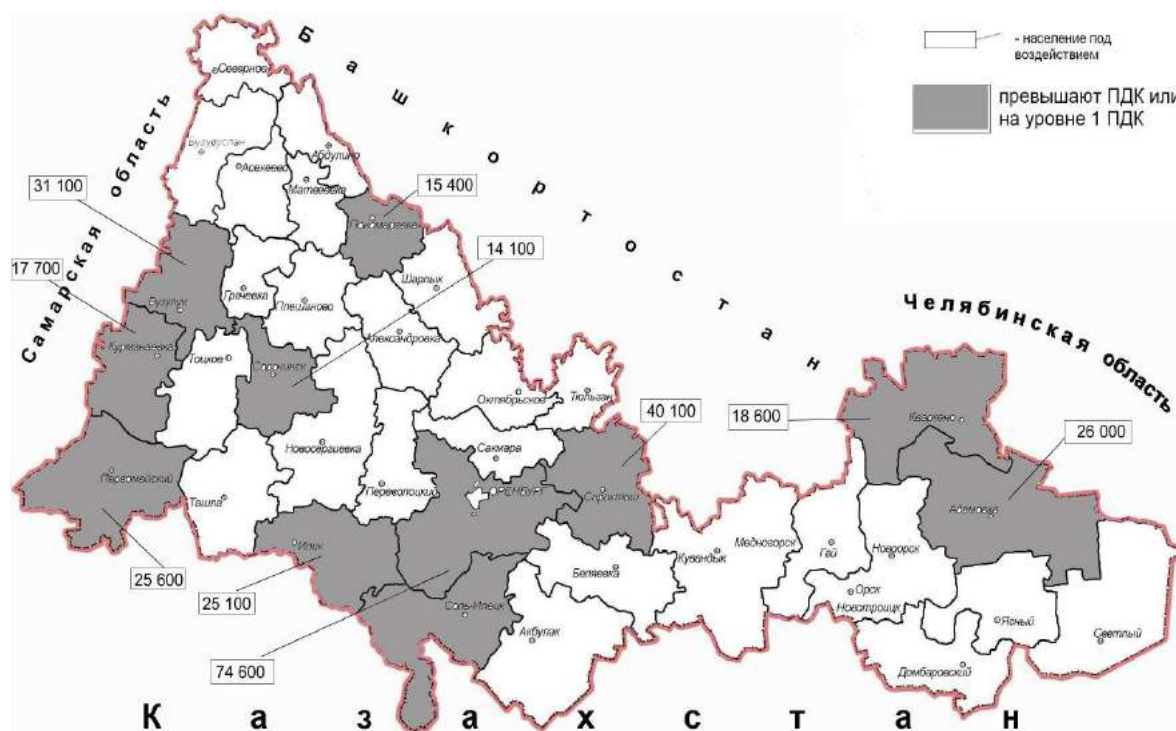 - население под
воздействием
превышают ПДК или
на уровне 1 ПДК
Башкортостан
Самарская область
Челябинская область
Казахстан
Северное
Бугуруслан
Абдулино
Асекеево
Матвеевка
15 400
31 100
Пономаревка
14 100
17 700
Шарлык
Грачевка
Плешаново
Бузулук
Александровка
Курманаевка
Тоцкое
Сорочинск
Октябрьское
Тюльган
40 100
18 600
Кваркено
26 000
Новосергиевка
Сакмара
Первомайский
Переволоцкий
ОРЕНБУРГ
Саракташ
Ташла
Адамовка
Илек
Беляевка
Кувандык
Медногорск
Гай
Новоорск
25 600
25 100
Орск
Новотроицк
Соль-Илецк
Акбулак
Ясный
Светлый
74 600
Домбаровский